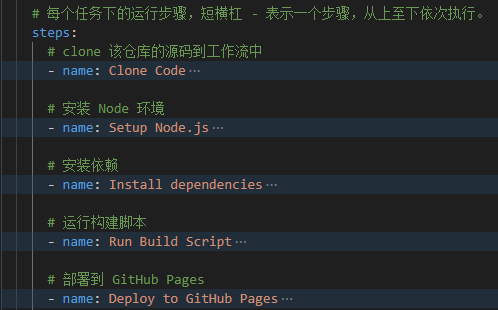 # 每个任务下的运行步骤，短横杠 - 表示一个步骤，从上至下依次执行。
steps:
# clone 该仓库的源码到工作流中
- name: Clone Code···
# 安装 Node 环境
- name: Setup Node.js···
# 安装依赖
- name: Install dependencies···
# 运行构建脚本
- name: Run Build Script···
# 部署到 GitHub Pages
- name: Deploy to GitHub Pages···